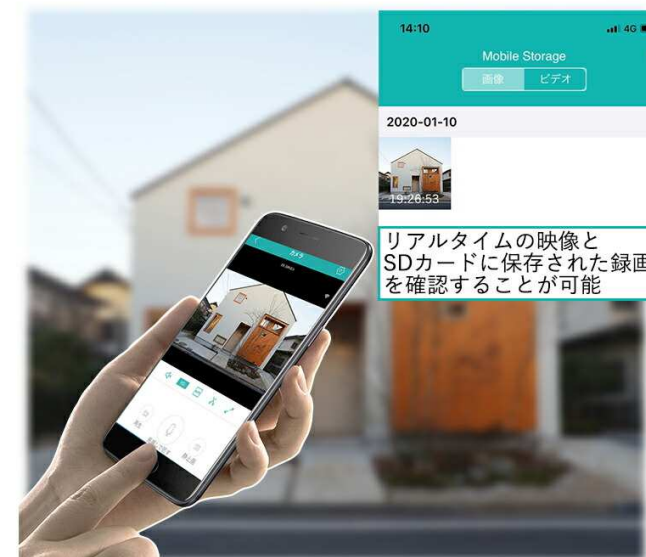 14:10
4G
Mobile Storage
画像 ビデオ
2020-01-10
19:26:53
リアルタイムの映像と
SDカードに保存された録画
を確認することが可能
カメラ